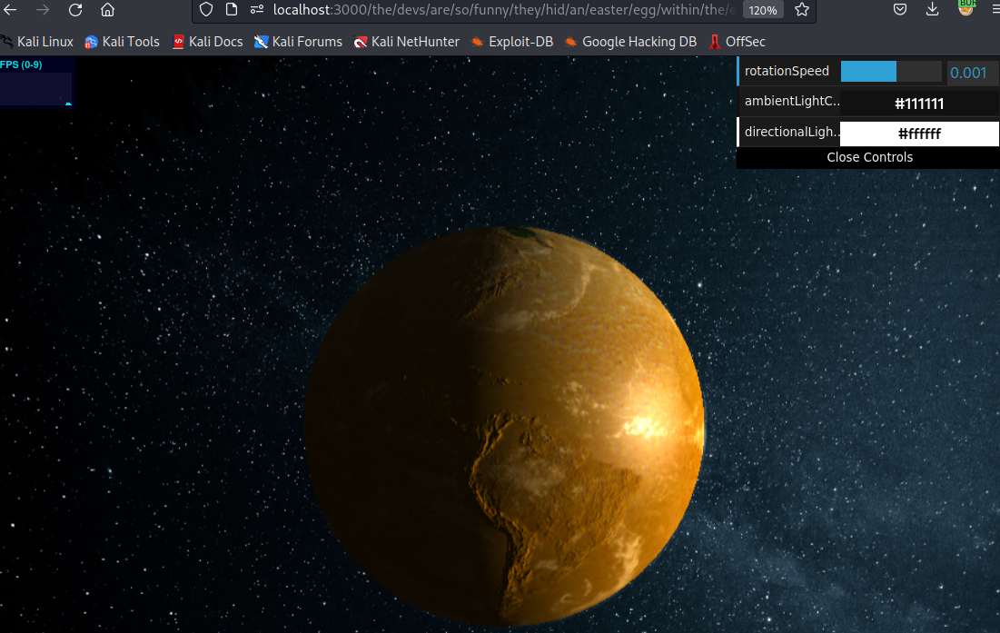 localhost:3000/the/devs/are/so/funny/they/hid/an/easter/egg/within/the/e
120%
BUR
Kali Linux Kali Tools Kali Docs Kali Forums Kali NetHunter Exploit-DB Google Hacking DB OffSec
FPS (0-9)
rotationSpeed 0.001
ambientLightC.. #111111
directionalLigh.. #ffffff
Close Controls